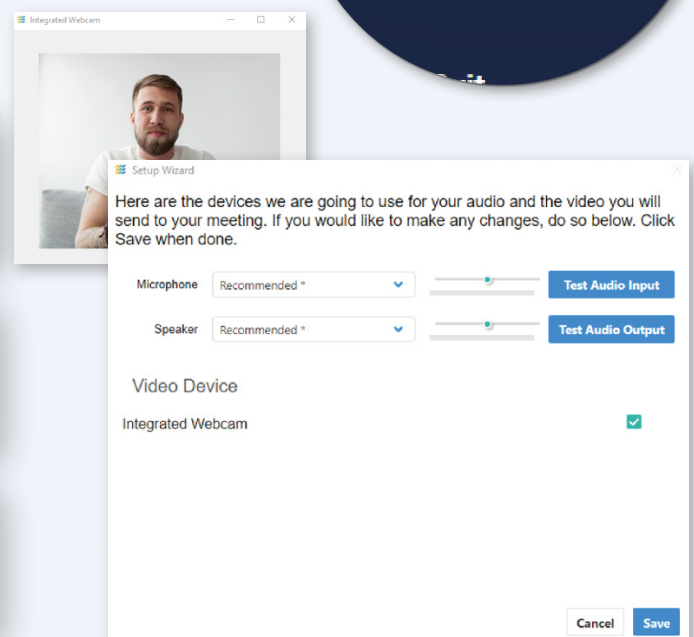 Integrated Webcam
Setup Wizard
Here are the devices we are going to use for your audio and the video you will
send to your meeting. If you would like to make any changes, do so below. Click
Save when done.
Microphone Recommended * Test Audio Input
Speaker Recommended * Test Audio Output
Video Device
Integrated Webcam
Cancel Save